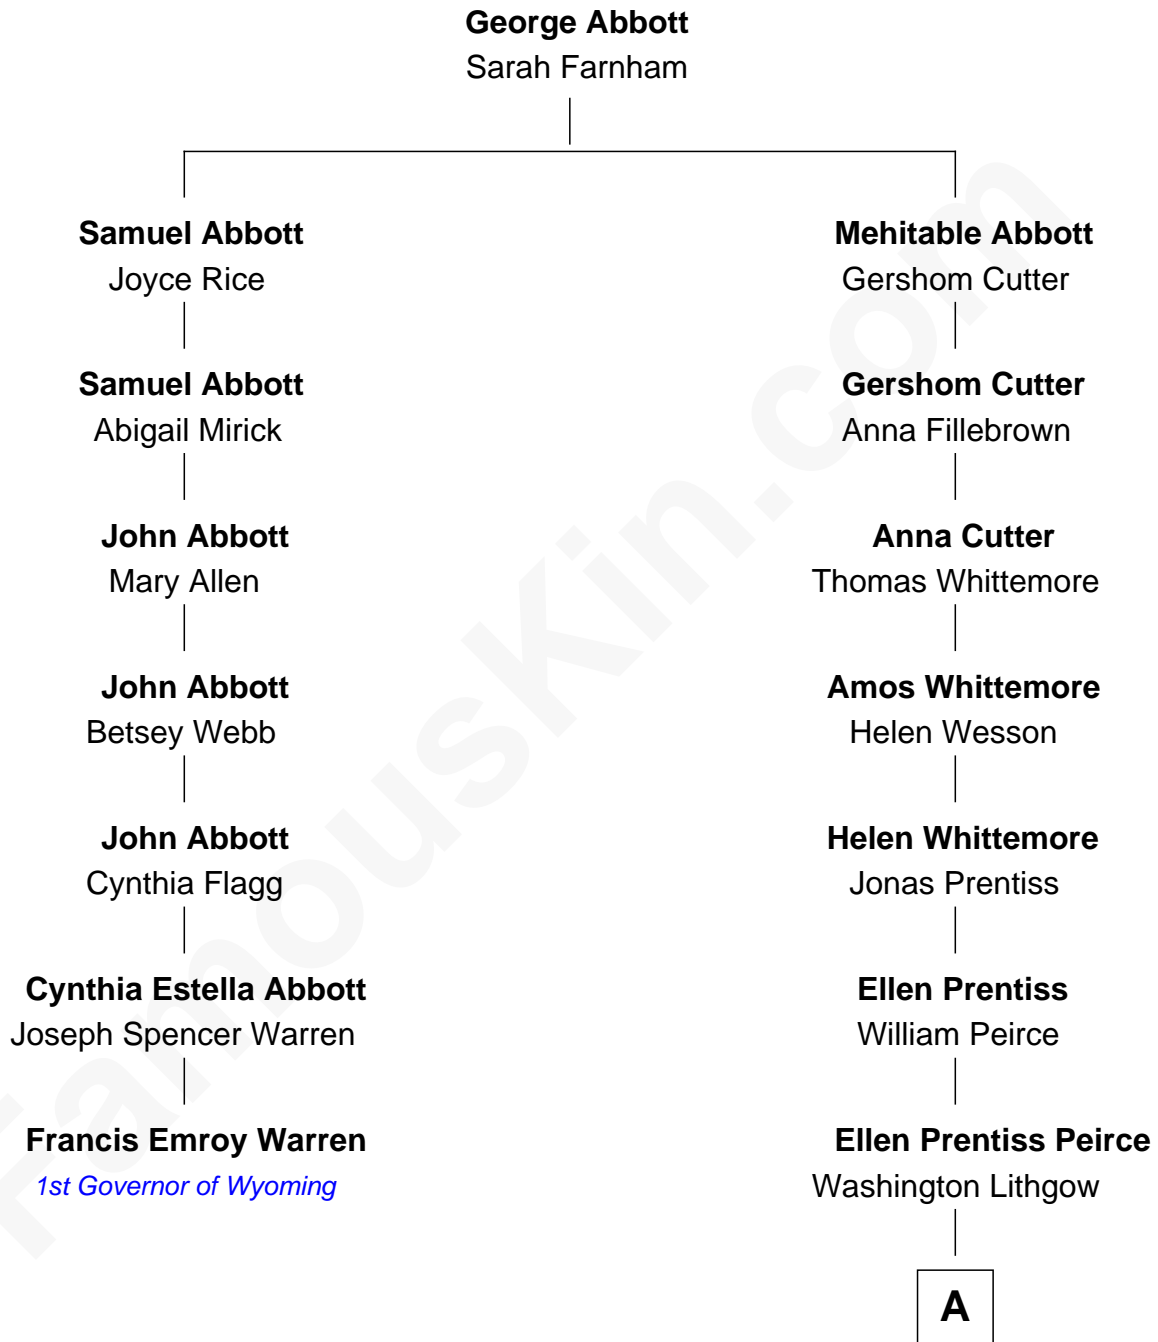 George Abbott
Sarah Farnham
Samuel Abbott
Joyce Rice
Mehitable Abbott
Gershom Cutter
Samuel Abbott
Abigail Mirick
Gershom Cutter
Anna Fillebrown
John Abbott
Mary Allen
Anna Cutter
Thomas Whittemore
John Abbott
Betsey Webb
Amos Whittemore
Helen Wesson
John Abbott
Cynthia Flagg
Helen Whittemore
Jonas Prentiss
Cynthia Estella Abbott
Joseph Spencer Warren
Ellen Prentiss
William Peirce
Francis Emroy Warren
1st Governor of Wyoming
Ellen Prentiss Peirce
Washington Lithgow
A
FamousKin.com